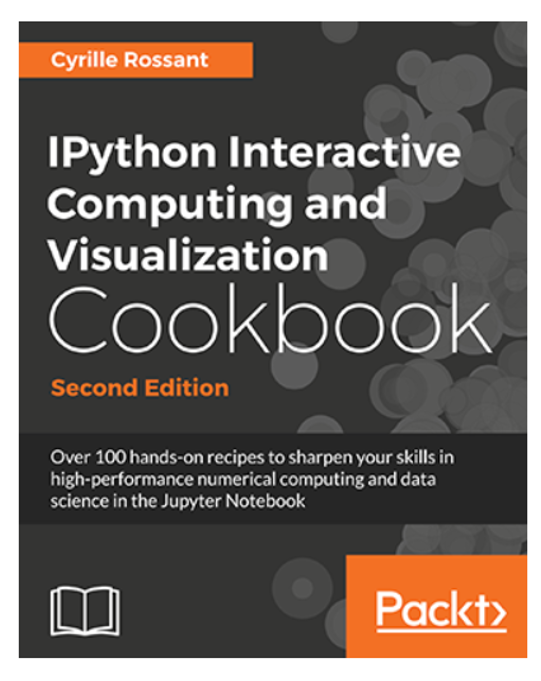 Cyrille Rossant
IPython Interactive
Computing and
Visualization
Cookbook
Second Edition
Over 100 hands-on recipes to sharpen your skills in
high-performance numerical computing and data
science in the Jupyter Notebook
Packt>